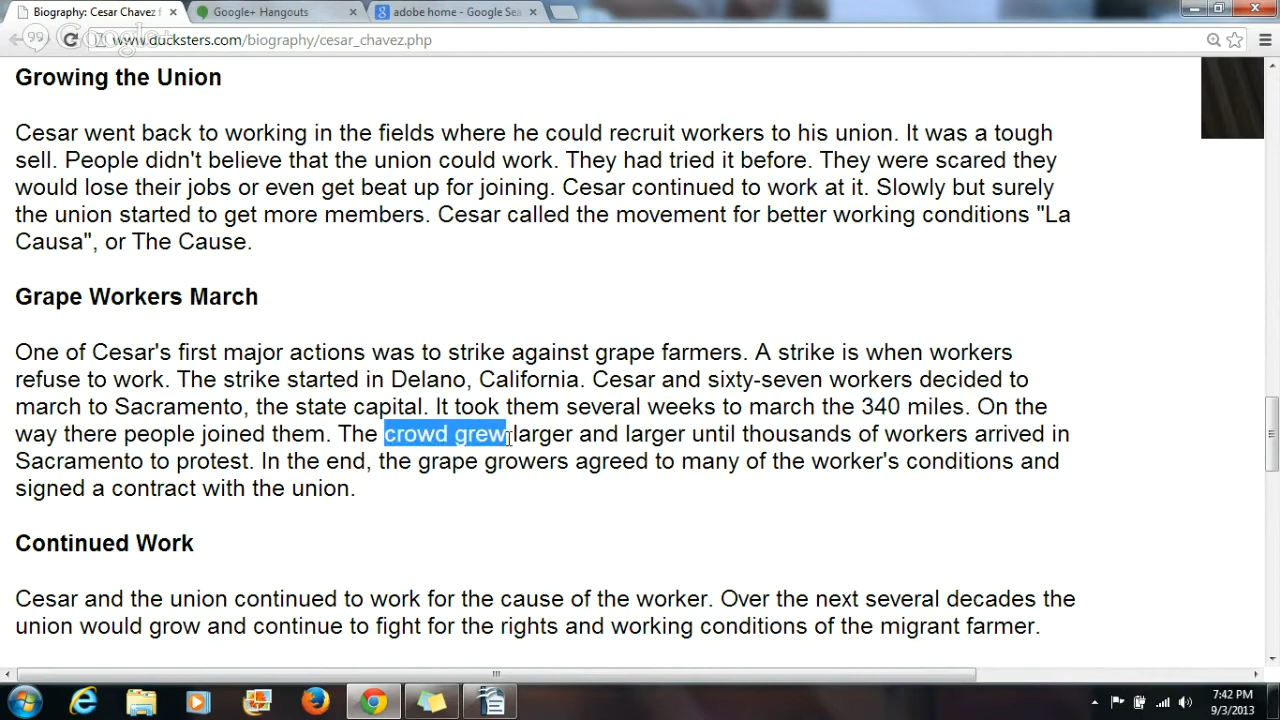 Biography: Cesar Chavez f
Google+ Hangouts
adobe home - Google Sea
www.ducksters.com/biography/cesar_chavez.php
Growing the Union
Cesar went back to working in the fields where he could recruit workers to his union. It was a tough
sell. People didn't believe that the union could work. They had tried it before. They were scared they
would lose their jobs or even get beat up for joining. Cesar continued to work at it. Slowly but surely
the union started to get more members. Cesar called the movement for better working conditions "La
Causa", or The Cause.
Grape Workers March
One of Cesar's first major actions was to strike against grape farmers. A strike is when workers
refuse to work. The strike started in Delano, California. Cesar and sixty-seven workers decided to
march to Sacramento, the state capital. It took them several weeks to march the 340 miles. On the
way there people joined them. The crowd grew larger and larger until thousands of workers arrived in
Sacramento to protest. In the end, the grape growers agreed to many of the worker's conditions and
signed a contract with the union.
Continued Work
Cesar and the union continued to work for the cause of the worker. Over the next several decades the
union would grow and continue to fight for the rights and working conditions of the migrant farmer.
7:42 PM
9/3/2013